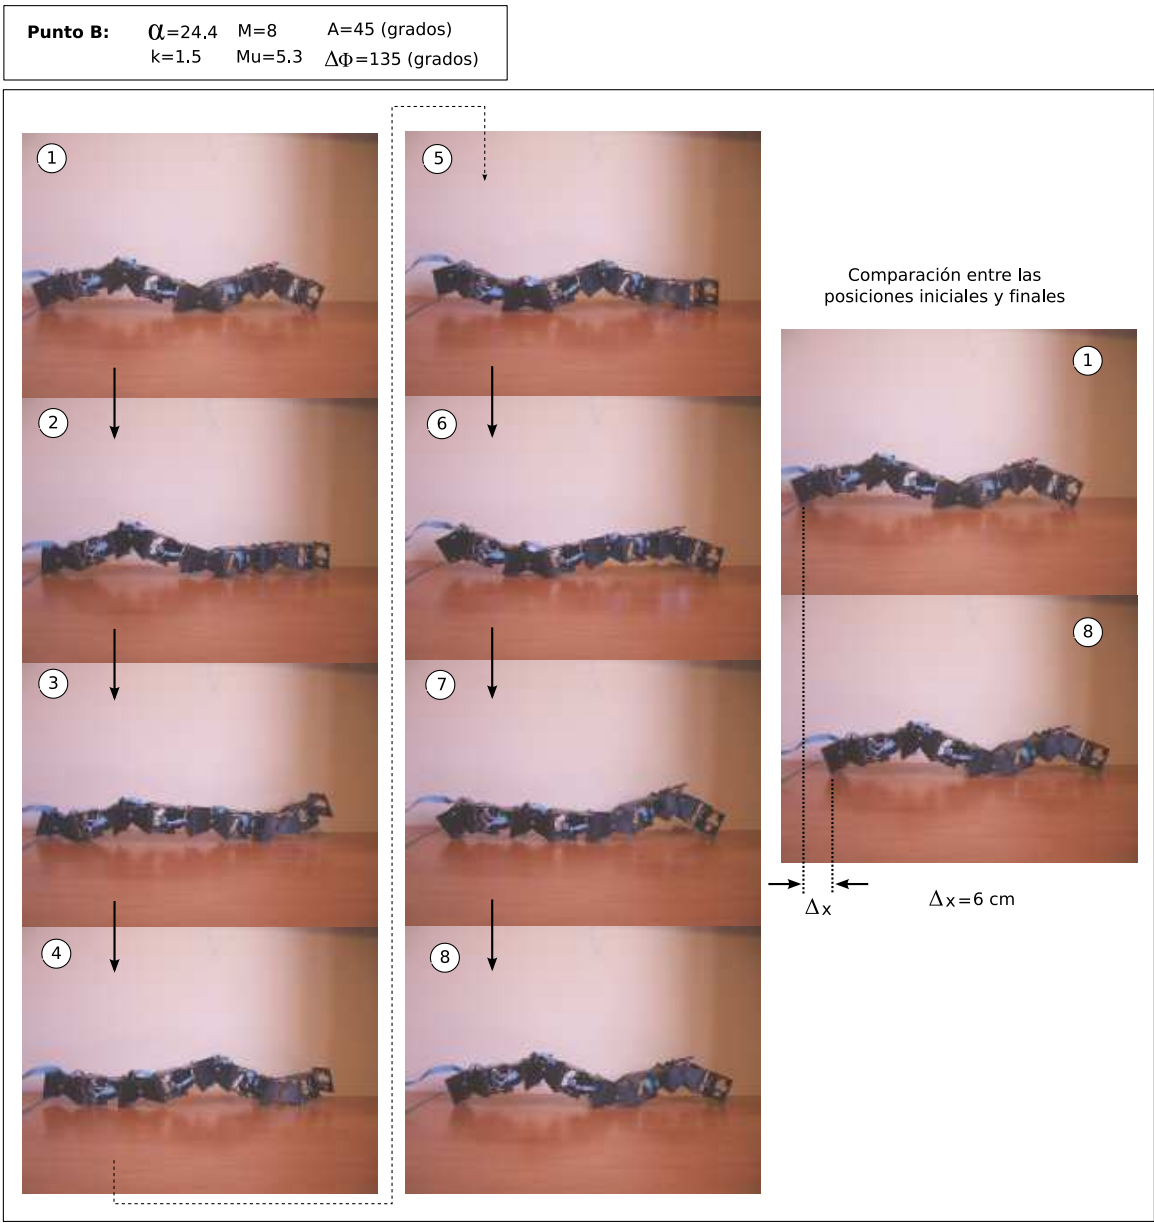 Punto B: α=24.4 M=8 A=45 (grados)
k=1.5 Mu=5.3 ΔΦ=135 (grados)
1
2
3
4
5
6
7
8
Comparación entre las
posiciones iniciales y finales
1
8
Δx
Δx=6 cm